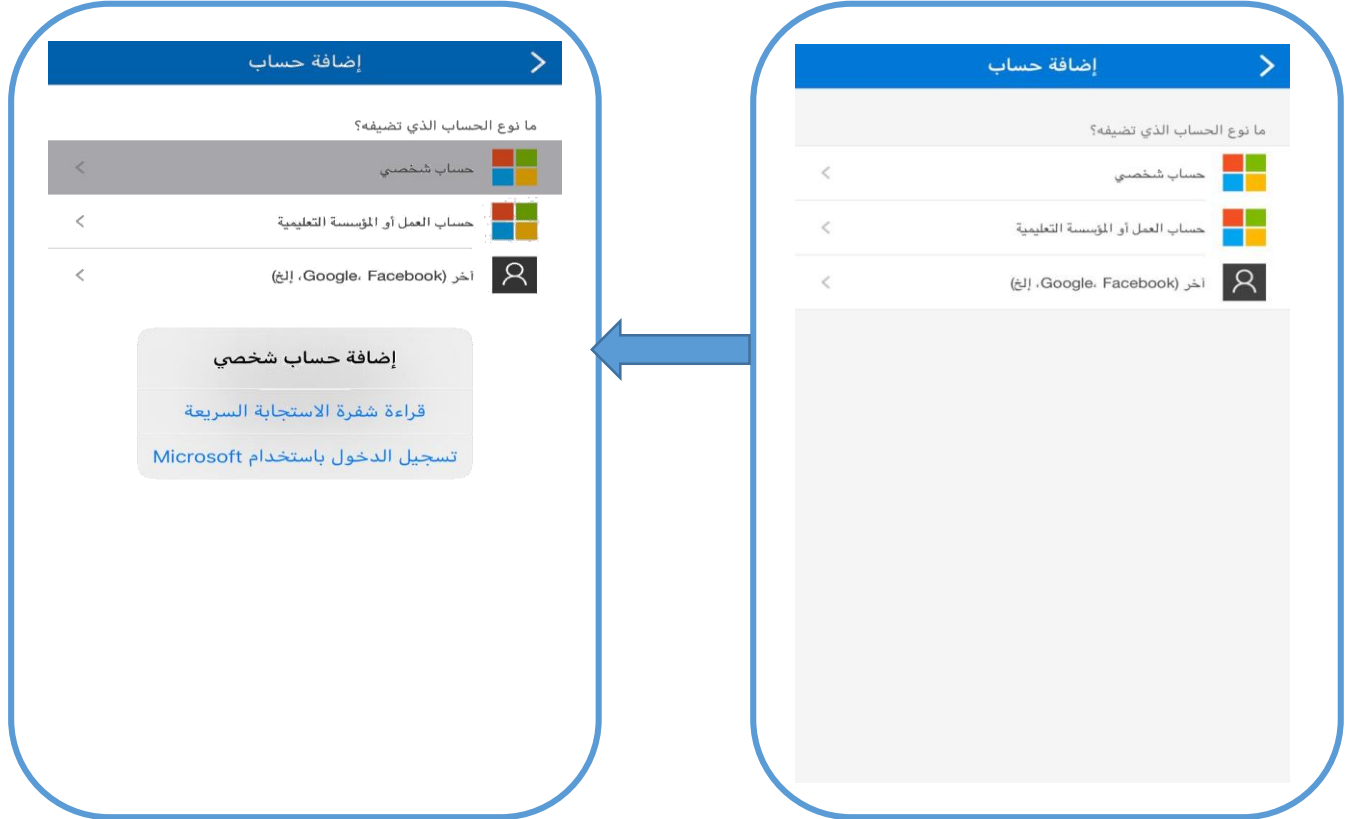 إضافة حساب
ما نوع الحساب الذي تضيفه؟
حساب شخصي
حساب العمل أو المؤسسة التعليمية
آخر (Google، Facebook، إلخ)
إضافة حساب
ما نوع الحساب الذي تضيفه؟
حساب شخصي
حساب العمل أو المؤسسة التعليمية
آخر (Google، Facebook، إلخ)
إضافة حساب شخصي
قراءة شفرة الاستجابة السريعة
تسجيل الدخول باستخدام Microsoft